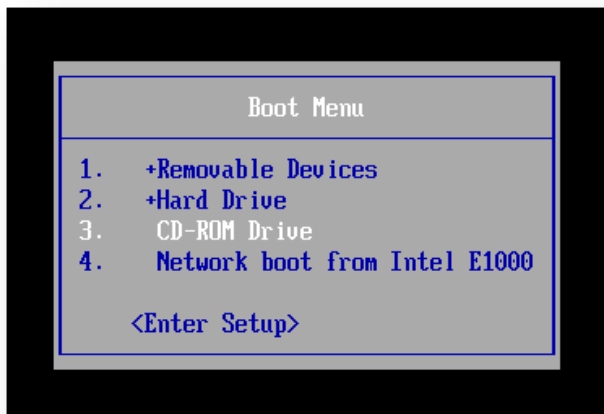 Boot Menu
1. +Removable Devices
2. +Hard Drive
3. CD-ROM Drive
4. Network boot from Intel E1000
<Enter Setup>